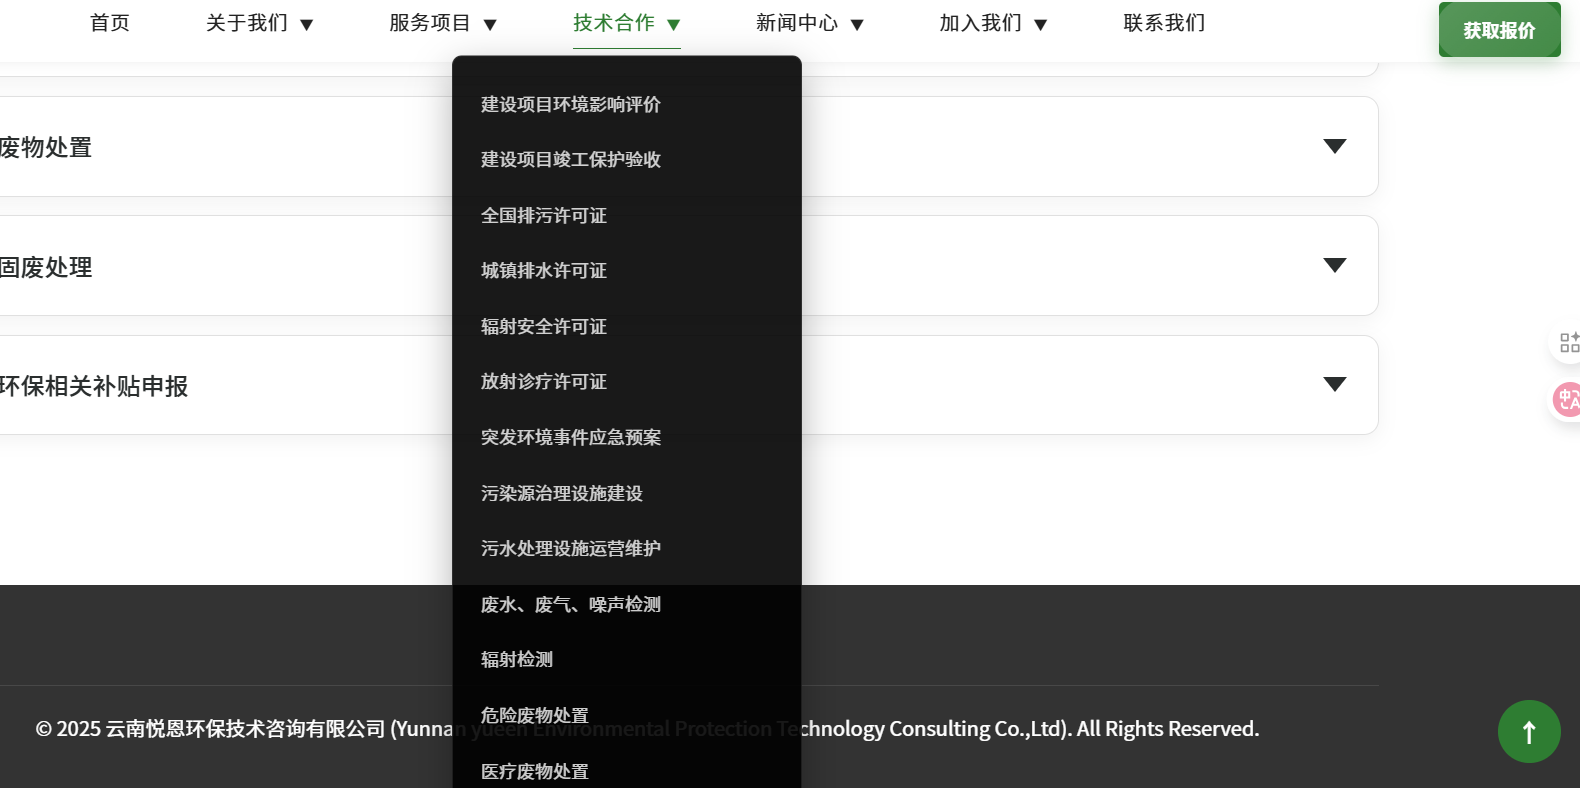 首页
关于我们 ▼
服务项目 ▼
技术合作 ▼
新闻中心 ▼
加入我们 ▼
联系我们
获取报价
废物处置
固废处理
环保相关补贴申报
建设项目环境影响评价
建设项目竣工保护验收
全国排污许可证
城镇排水许可证
辐射安全许可证
放射诊疗许可证
突发环境事件应急预案
污染源治理设施建设
污水处理设施运营维护
废水、废气、噪声检测
辐射检测
危险废物处置
医疗废物处置
© 2025 云南悦恩环保技术咨询有限公司 (Yunnan yueen Environmental Protection Technology Consulting Co.,Ltd). All Rights Reserved.